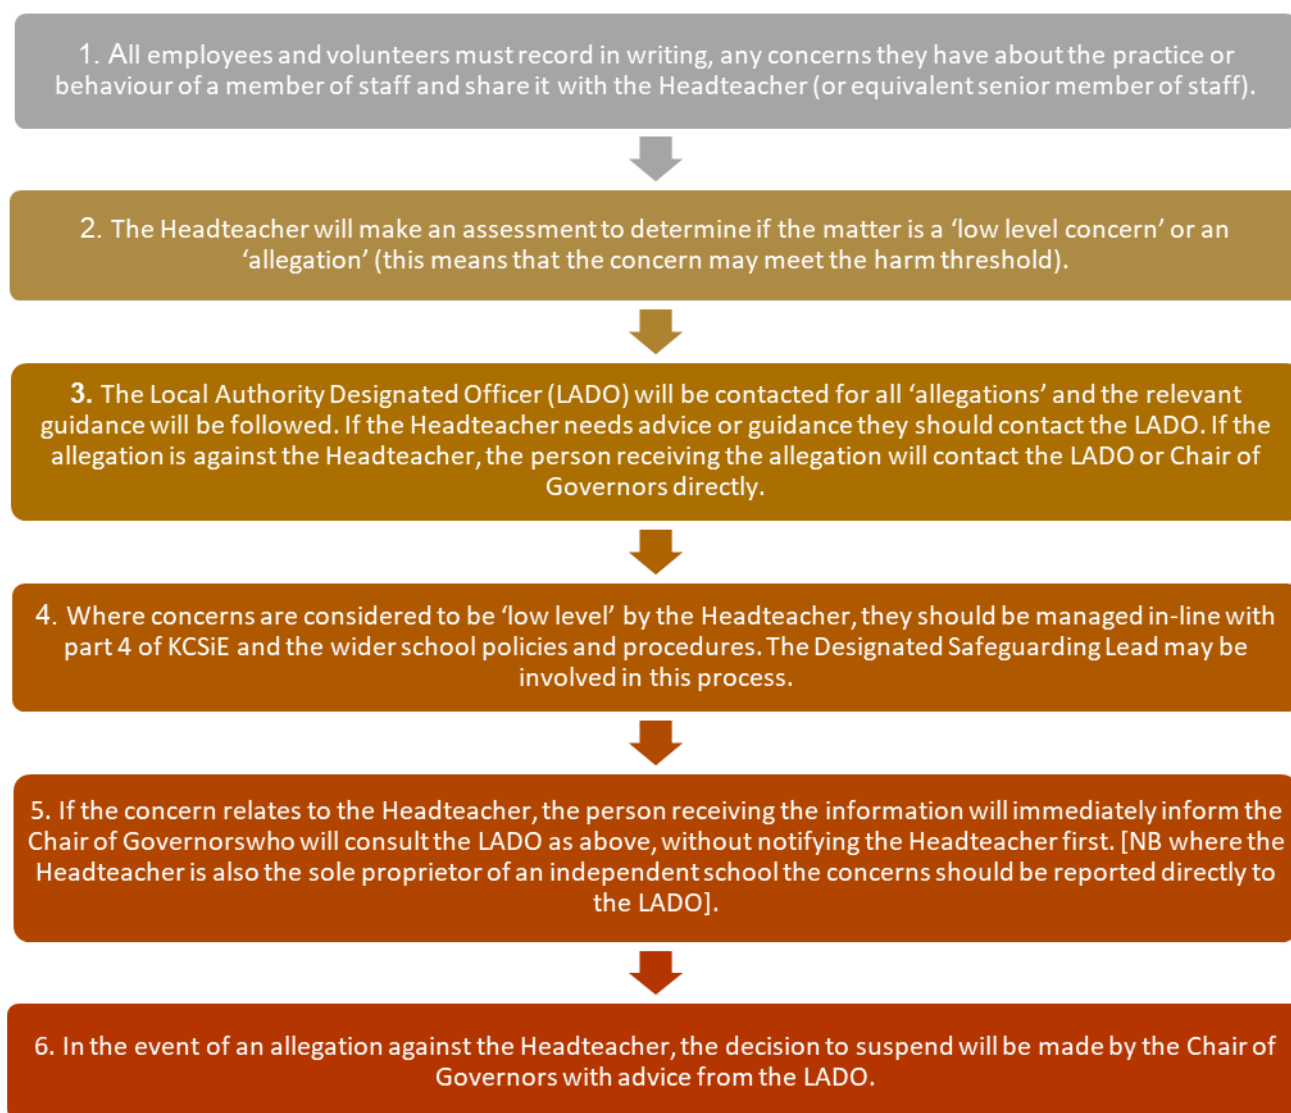 1. All employees and volunteers must record in writing, any concerns they have about the practice or
behaviour of a member of staff and share it with the Headteacher (or equivalent senior member of staff).
2. The Headteacher will make an assessment to determine if the matter is a ‘low level concern’ or an
‘allegation’ (this means that the concern may meet the harm threshold).
3. The Local Authority Designated Officer (LADO) will be contacted for all ‘allegations’ and the relevant
guidance will be followed. If the Headteacher needs advice or guidance they should contact the LADO. If the
allegation is against the Headteacher, the person receiving the allegation will contact the LADO or Chair of
Governors directly.
4. Where concerns are considered to be ‘low level’ by the Headteacher, they should be managed in-line with
part 4 of KCSiE and the wider school policies and procedures. The Designated Safeguarding Lead may be
involved in this process.
5. If the concern relates to the Headteacher, the person receiving the information will immediately inform the
Chair of Governorswho will consult the LADO as above, without notifying the Headteacher first. [NB where the
Headteacher is also the sole proprietor of an independent school the concerns should be reported directly to
the LADO].
6. In the event of an allegation against the Headteacher, the decision to suspend will be made by the Chair of
Governors with advice from the LADO.